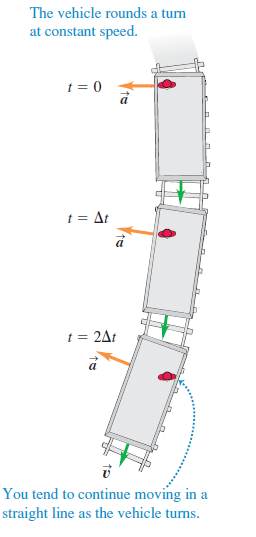 The vehicle rounds a turn
at constant speed.
t = 0
a⃗
t = Δt
a⃗
t = 2Δt
a⃗
v⃗
You tend to continue moving in a
straight line as the vehicle turns.